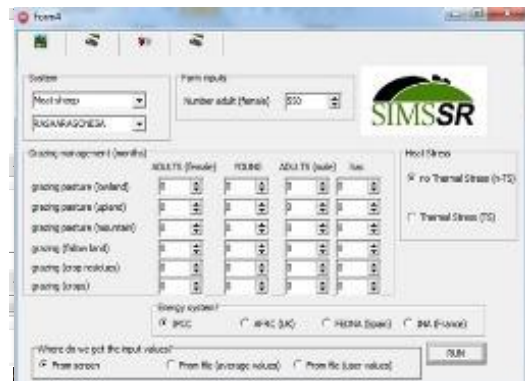 Form4
System
Farm inputs
Meat sheep
Number adult (female) 550
RASAARAGONESA
SIMSSR
Grazing management (months)
ADULTS (female) YOUNG ADULTS (male) has
Heat Stress
grazing pasture (lowland)
no Thermal Stress (n-TS)
grazing pasture (upland)
grazing pasture (mountain)
Thermal Stress (TS)
grazing (fallow land)
grazing (crop residues)
grazing (crops)
Energy system?
IPCC AFRC (UK) FEDNA (Spain) INA (France)
Where do we get the input values?
From screen From file (average values) From file (user values)
RUN